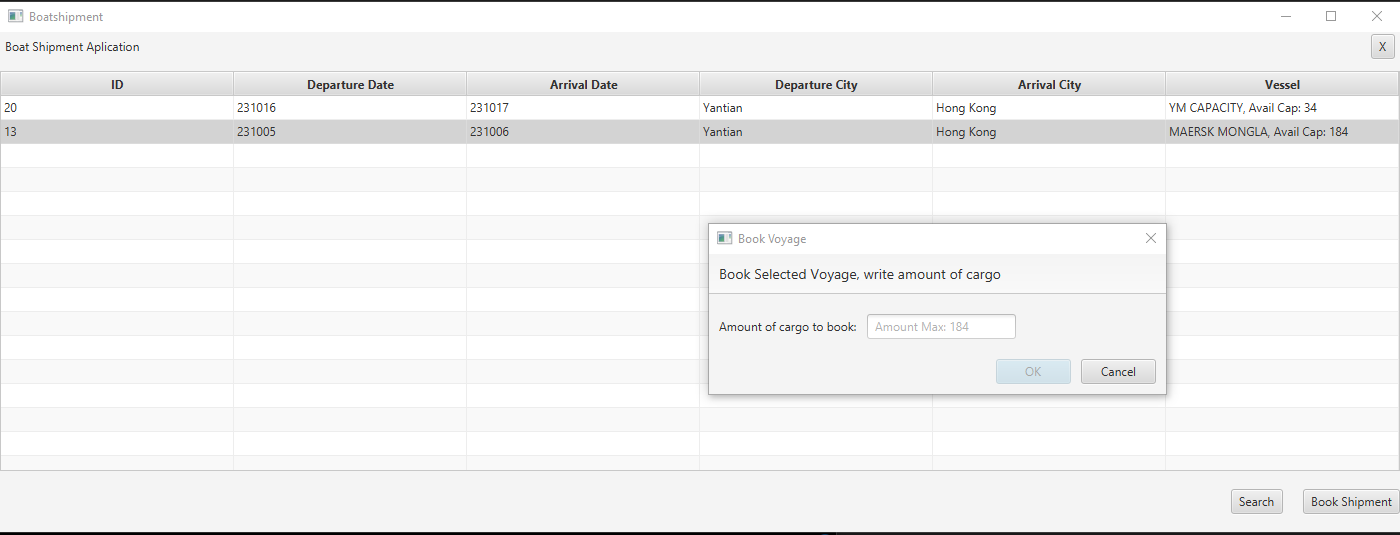 Boatshipment
Boat Shipment Aplication
X
ID Departure Date Arrival Date Departure City Arrival City Vessel
20 231016 231017 Yantian Hong Kong YM CAPACITY, Avail Cap: 34
13 231005 231006 Yantian Hong Kong MAERSK MONGLA, Avail Cap: 184
Book Voyage
Book Selected Voyage, write amount of cargo
Amount of cargo to book: Amount Max: 184
OK Cancel
Search Book Shipment